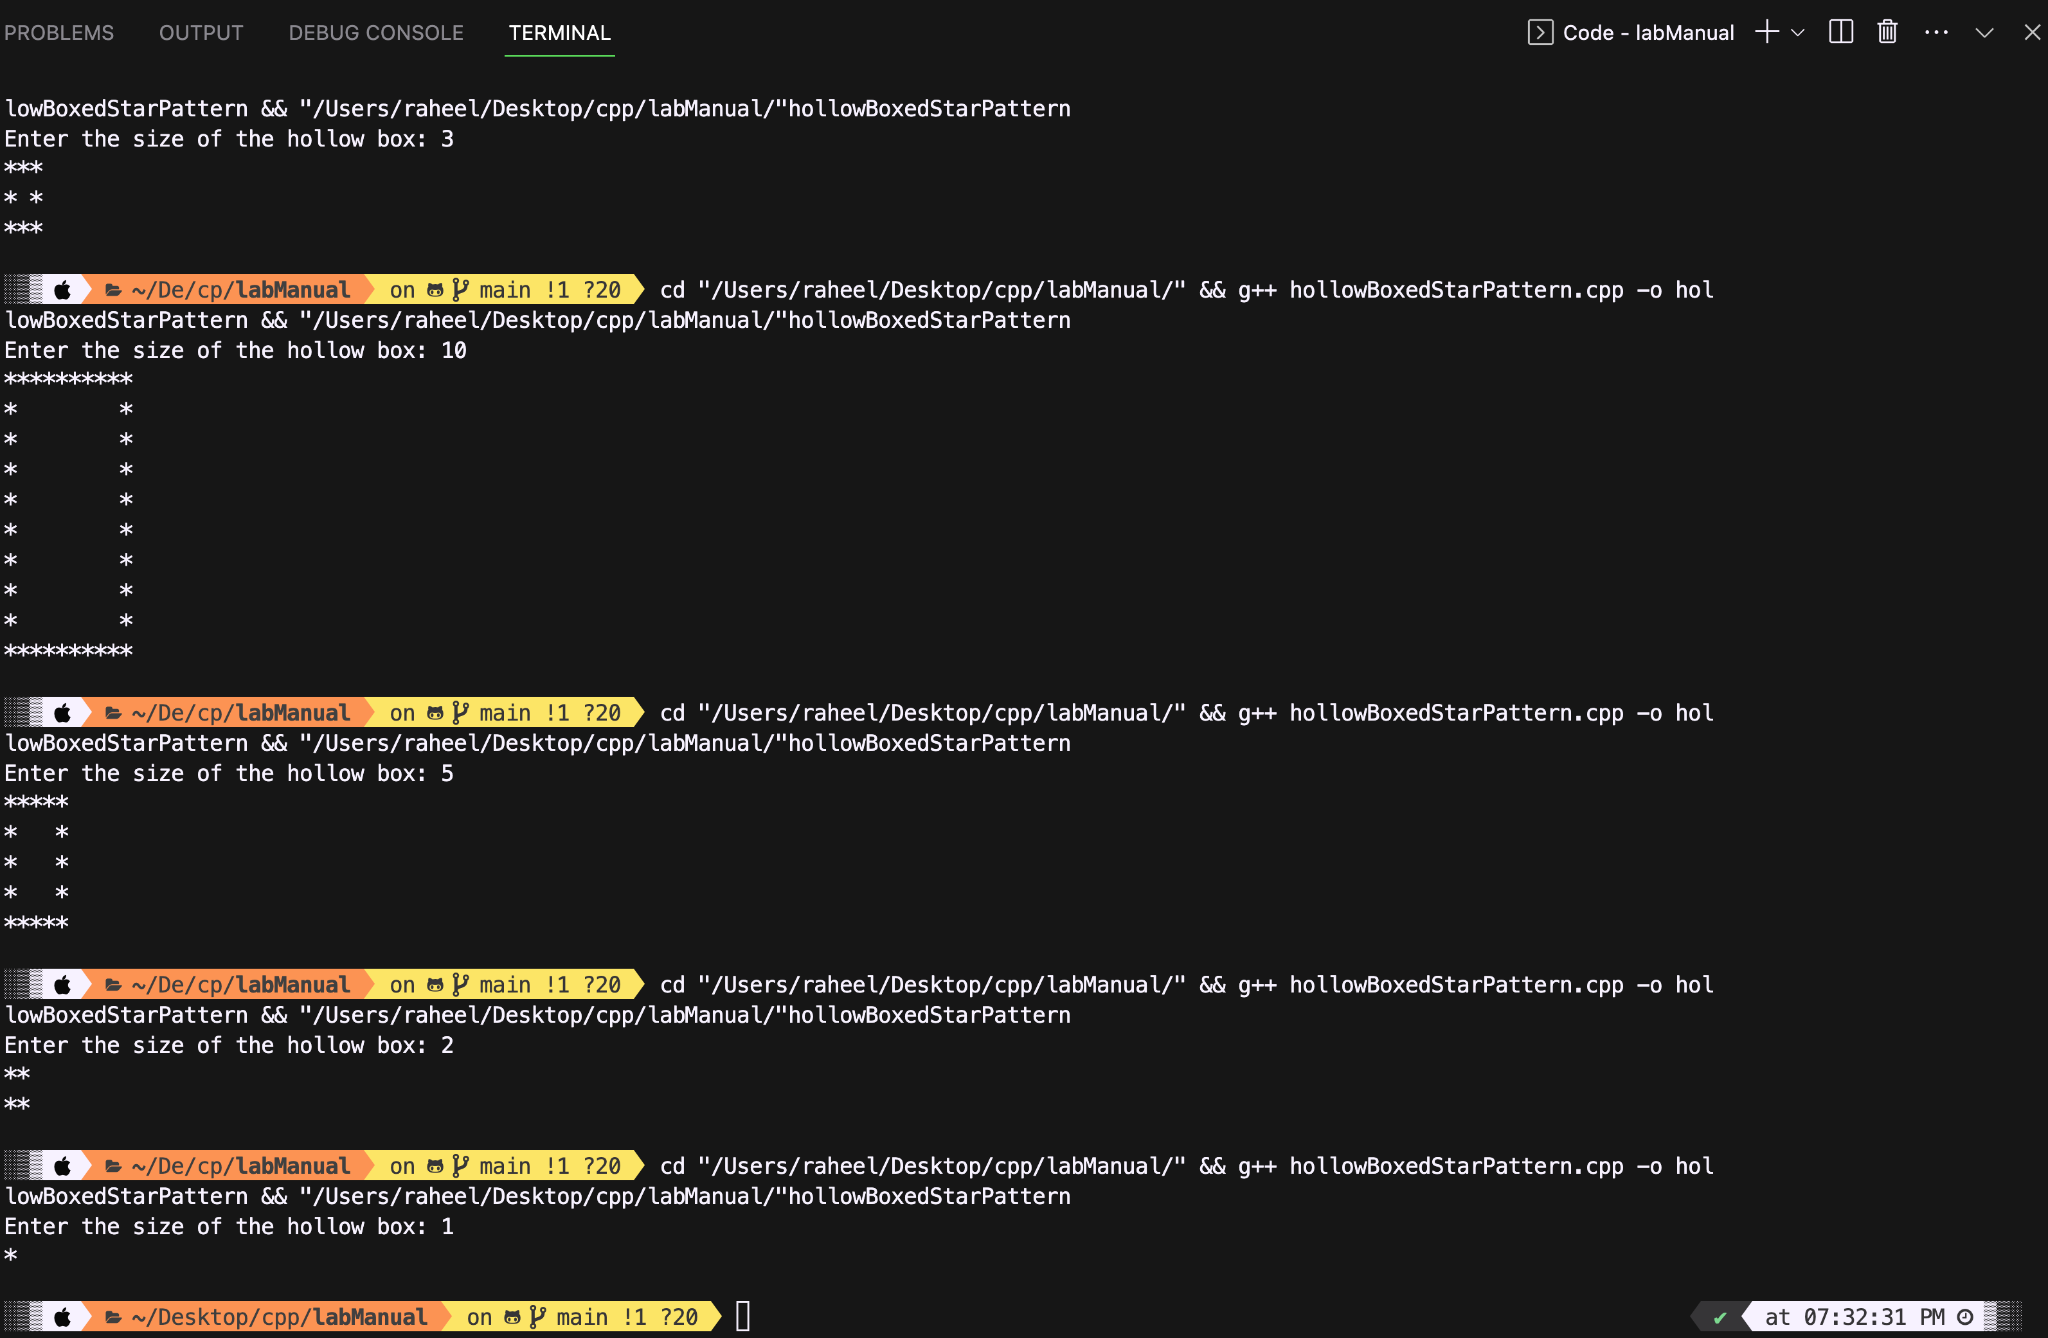 PROBLEMS OUTPUT DEBUG CONSOLE TERMINAL Code - labManual
lowBoxedStarPattern && "/Users/raheel/Desktop/cpp/labManual/"hollowBoxedStarPattern
Enter the size of the hollow box: 3
***
* *
***
~/De/cp/labManual on main !1 ?20 cd "/Users/raheel/Desktop/cpp/labManual/" && g++ hollowBoxedStarPattern.cpp -o hol
lowBoxedStarPattern && "/Users/raheel/Desktop/cpp/labManual/"hollowBoxedStarPattern
Enter the size of the hollow box: 10
**********
*        *
*        *
*        *
*        *
*        *
*        *
*        *
*        *
**********
~/De/cp/labManual on main !1 ?20 cd "/Users/raheel/Desktop/cpp/labManual/" && g++ hollowBoxedStarPattern.cpp -o hol
lowBoxedStarPattern && "/Users/raheel/Desktop/cpp/labManual/"hollowBoxedStarPattern
Enter the size of the hollow box: 5
*****
*   *
*   *
*   *
*****
~/De/cp/labManual on main !1 ?20 cd "/Users/raheel/Desktop/cpp/labManual/" && g++ hollowBoxedStarPattern.cpp -o hol
lowBoxedStarPattern && "/Users/raheel/Desktop/cpp/labManual/"hollowBoxedStarPattern
Enter the size of the hollow box: 2
**
**
~/De/cp/labManual on main !1 ?20 cd "/Users/raheel/Desktop/cpp/labManual/" && g++ hollowBoxedStarPattern.cpp -o hol
lowBoxedStarPattern && "/Users/raheel/Desktop/cpp/labManual/"hollowBoxedStarPattern
Enter the size of the hollow box: 1
*
~/Desktop/cpp/labManual on main !1 ?20 ✔ at 07:32:31 PM